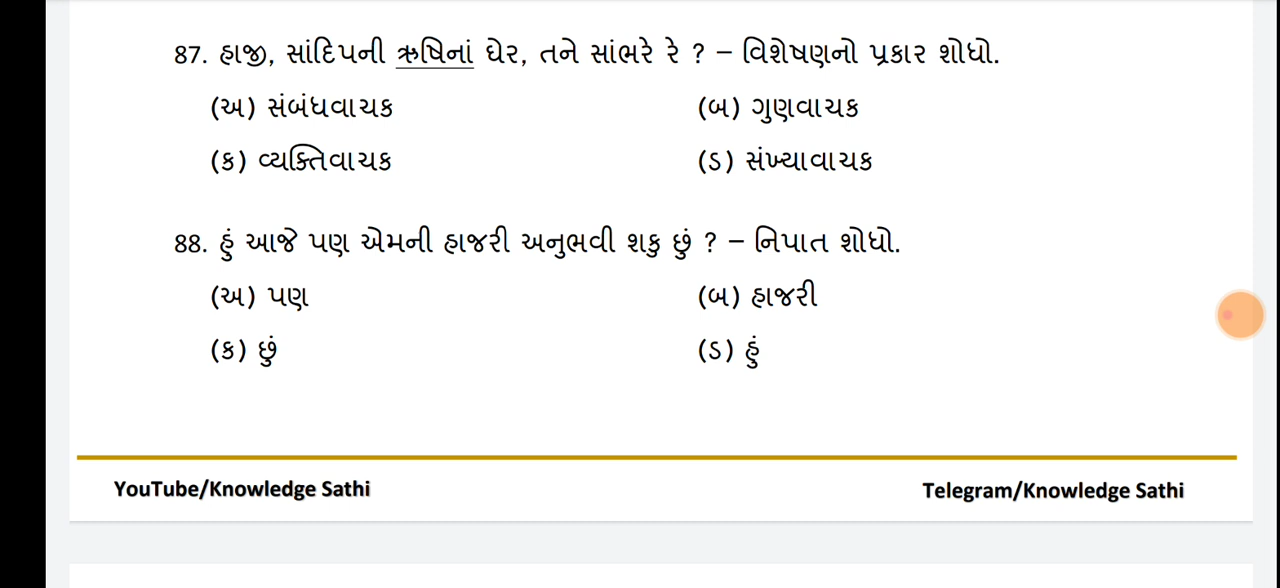 87. હાજી, સાંદિપની ઋષિનાં ઘેર, તને સાંભરે રે ? – વિશેષણનો પ્રકાર શોધો.
(અ) સંબંધવાચક (બ) ગુણવાચક
(ક) વ્યક્તિવાચક (ડ) સંખ્યાવાચક
88. હું આજે પણ એમની હાજરી અનુભવી શકુ છું ? – નિપાત શોધો.
(અ) પણ (બ) હાજરી
(ક) છું (ડ) હું
YouTube/Knowledge Sathi Telegram/Knowledge Sathi